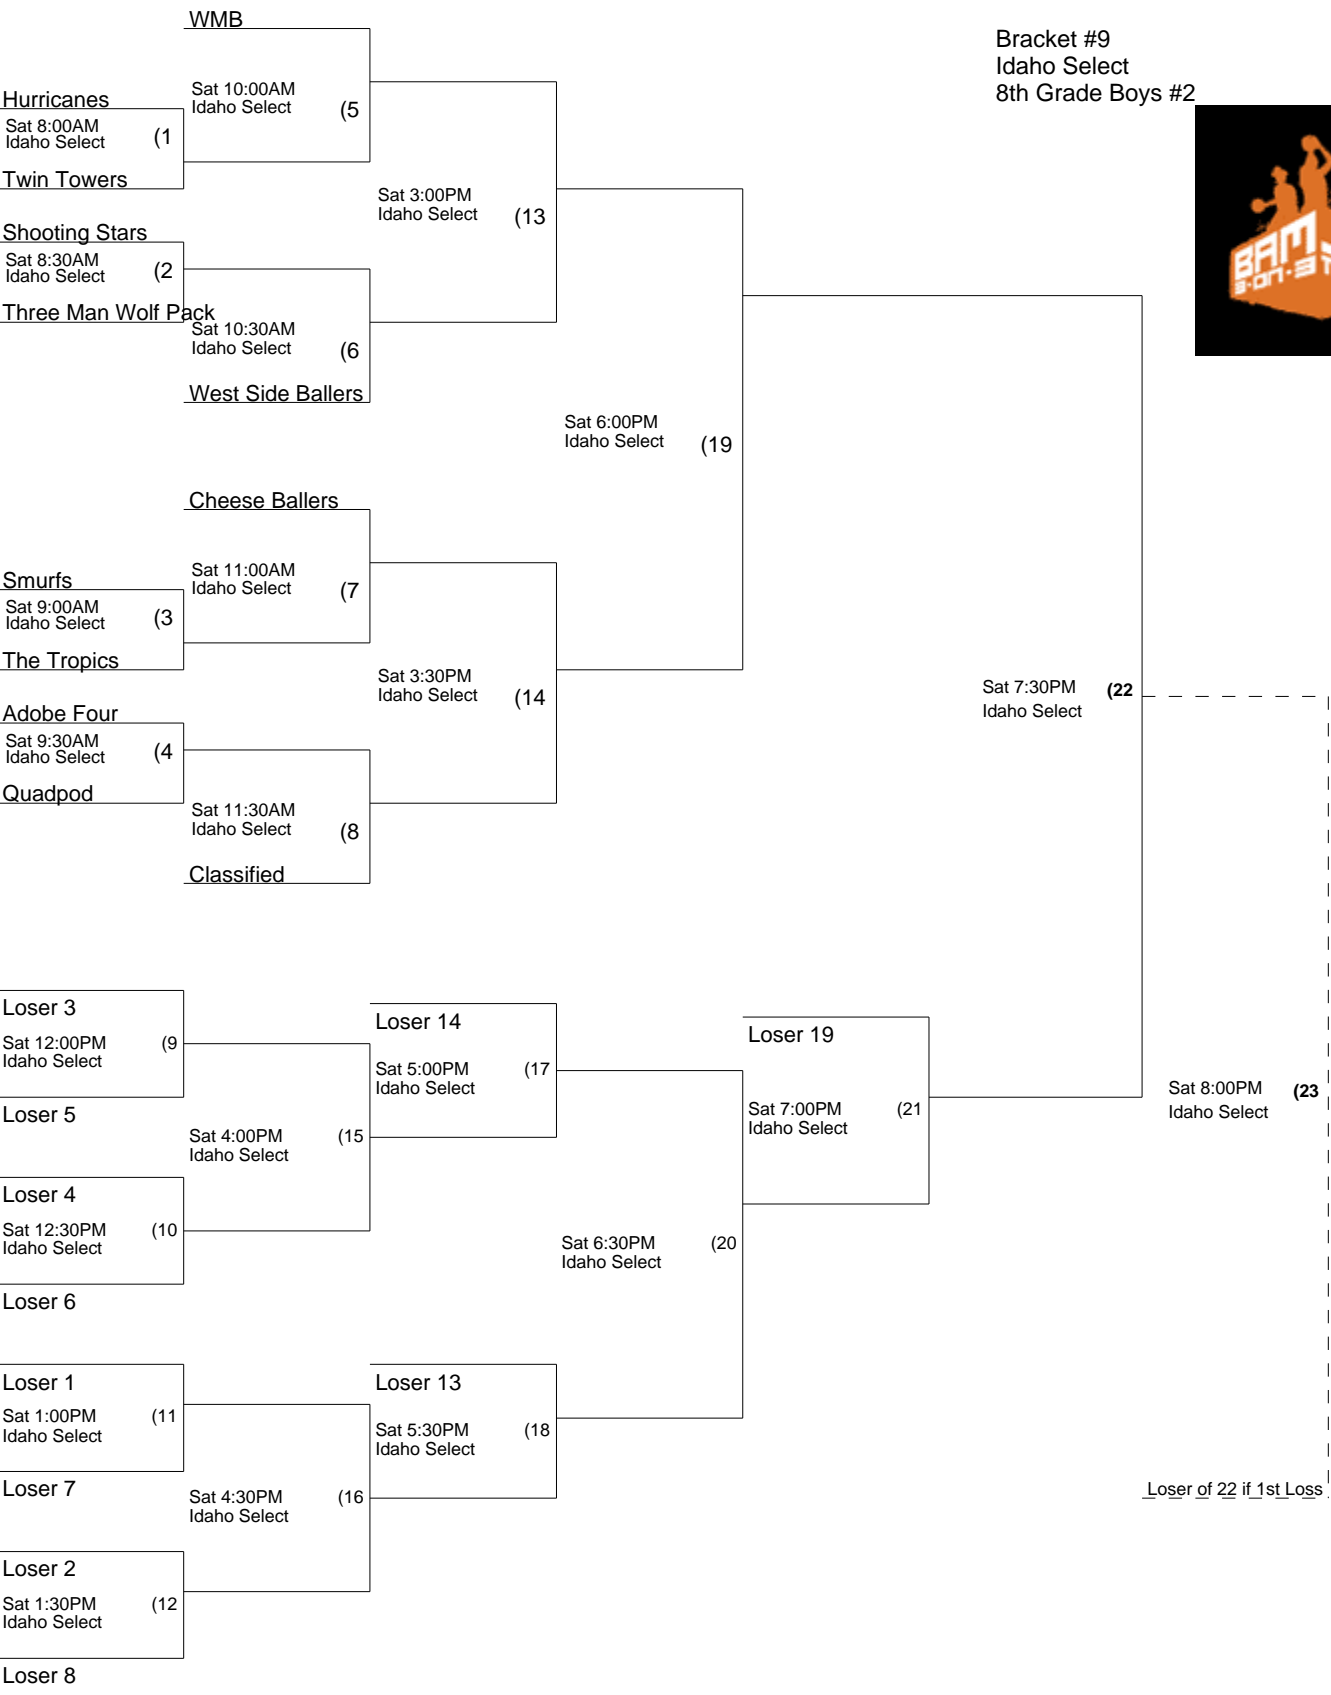 WMB
Bracket #9
Idaho Select
8th Grade Boys #2
Sat 10:00AM
Idaho Select
(5
Hurricanes
Sat 8:00AM
Idaho Select
(1
Twin Towers
Sat 3:00PM
Idaho Select
(13
Shooting Stars
Sat 8:30AM
Idaho Select
(2
Three Man Wolf Pack
Sat 10:30AM
Idaho Select
(6
West Side Ballers
BAM
3-ON-3
Sat 6:00PM
Idaho Select
(19
Cheese Ballers
Sat 11:00AM
Idaho Select
(7
Smurfs
Sat 9:00AM
Idaho Select
(3
The Tropics
Sat 3:30PM
Idaho Select
(14
Sat 7:30PM
Idaho Select
(22
Adobe Four
Sat 9:30AM
Idaho Select
(4
Quadpod
Sat 11:30AM
Idaho Select
(8
Classified
Loser 3
Sat 12:00PM
Idaho Select
(9
Loser 5
Loser 14
Sat 5:00PM
Idaho Select
(17
Loser 19
Sat 7:00PM
Idaho Select
(21
Sat 8:00PM
Idaho Select
(23
Sat 4:00PM
Idaho Select
(15
Loser 4
Sat 12:30PM
Idaho Select
(10
Loser 6
Sat 6:30PM
Idaho Select
(20
Loser 1
Sat 1:00PM
Idaho Select
(11
Loser 7
Loser 13
Sat 5:30PM
Idaho Select
(18
Sat 4:30PM
Idaho Select
(16
Loser of 22 if 1st Loss
Loser 2
Sat 1:30PM
Idaho Select
(12
Loser 8